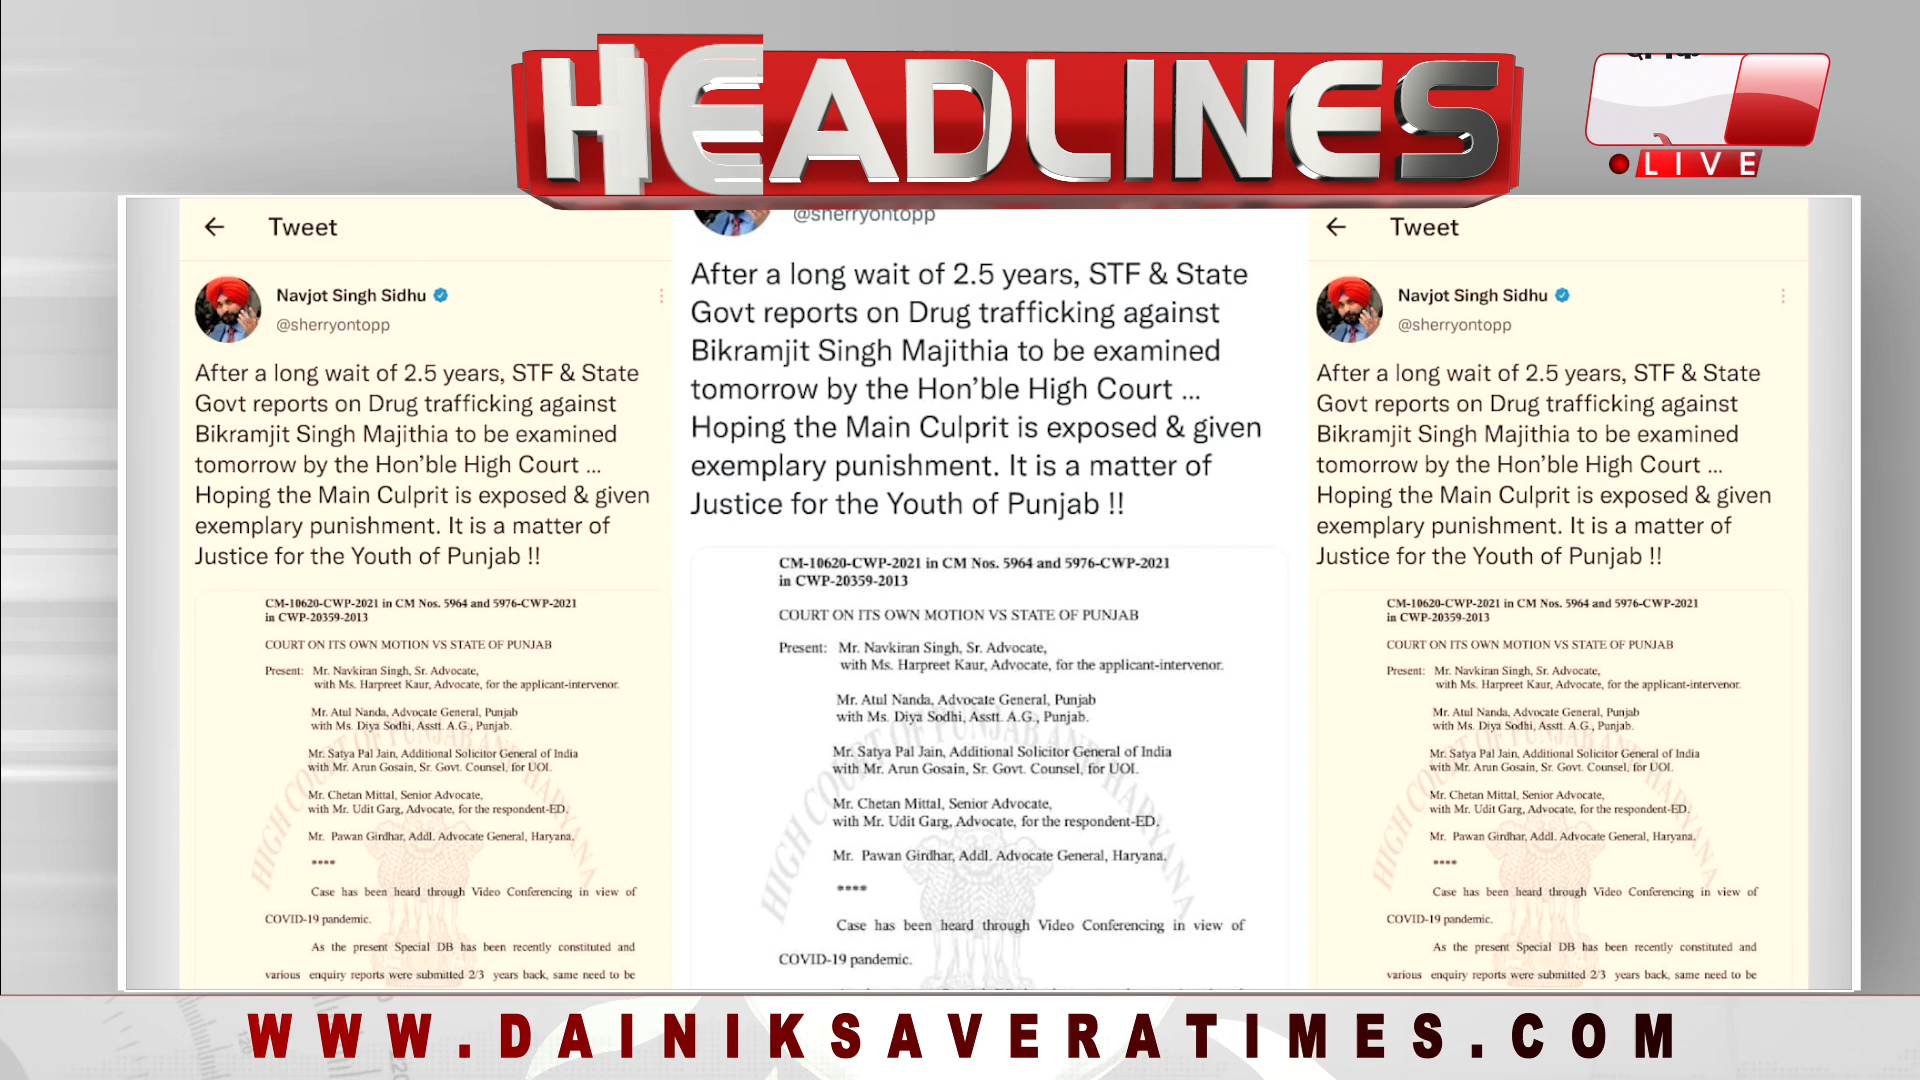 HEADLINES
LIVE
Tweet
Navjot Singh Sidhu
@sherryontopp
After a long wait of 2.5 years, STF & State
Govt reports on Drug trafficking against
Bikramjit Singh Majithia to be examined
tomorrow by the Hon'ble High Court ...
Hoping the Main Culprit is exposed & given
exemplary punishment. It is a matter of
Justice for the Youth of Punjab !!
CM-10620-CWP-2021 in CM Nos. 5964 and 5976-CWP-2021
in CWP-20359-2013
COURT ON ITS OWN MOTION VS STATE OF PUNJAB
Present: Mr. Navkiran Singh, Sr. Advocate,
with Ms. Harpreet Kaur, Advocate, for the applicant-intervenor.
Mr. Atul Nanda, Advocate General, Punjab
with Ms. Diya Sodhi, Asstt. A.G., Punjab.
Mr. Satya Pal Jain, Additional Solicitor General of India
with Mr. Arun Gosain, Sr. Govt. Counsel, for UOI.
Mr. Chetan Mittal, Senior Advocate,
with Mr. Udit Garg, Advocate, for the respondent-ED.
Mr. Pawan Girdhar, Addl. Advocate General, Haryana.
****
Case has been heard through Video Conferencing in view of
COVID-19 pandemic.
As the present Special DB has been recently constituted and
various enquiry reports were submitted 2/3 years back, same need to be
HIGH COURT OF PUNJAB AND HARYANA
@sherryontopp
After a long wait of 2.5 years, STF & State
Govt reports on Drug trafficking against
Bikramjit Singh Majithia to be examined
tomorrow by the Hon'ble High Court ...
Hoping the Main Culprit is exposed & given
exemplary punishment. It is a matter of
Justice for the Youth of Punjab !!
CM-10620-CWP-2021 in CM Nos. 5964 and 5976-CWP-2021
in CWP-20359-2013
COURT ON ITS OWN MOTION VS STATE OF PUNJAB
Present: Mr. Navkiran Singh, Sr. Advocate,
with Ms. Harpreet Kaur, Advocate, for the applicant-intervenor.
Mr. Atul Nanda, Advocate General, Punjab
with Ms. Diya Sodhi, Asstt. A.G., Punjab.
Mr. Satya Pal Jain, Additional Solicitor General of India
with Mr. Arun Gosain, Sr. Govt. Counsel, for UOI.
Mr. Chetan Mittal, Senior Advocate,
with Mr. Udit Garg, Advocate, for the respondent-ED.
Mr. Pawan Girdhar, Addl. Advocate General, Haryana.
****
Case has been heard through Video Conferencing in view of
COVID-19 pandemic.
HIGH COURT OF PUNJAB AND HARYANA
Tweet
Navjot Singh Sidhu
@sherryontopp
After a long wait of 2.5 years, STF & State
Govt reports on Drug trafficking against
Bikramjit Singh Majithia to be examined
tomorrow by the Hon'ble High Court ...
Hoping the Main Culprit is exposed & given
exemplary punishment. It is a matter of
Justice for the Youth of Punjab !!
CM-10620-CWP-2021 in CM Nos. 5964 and 5976-CWP-2021
in CWP-20359-2013
COURT ON ITS OWN MOTION VS STATE OF PUNJAB
Present: Mr. Navkiran Singh, Sr. Advocate,
with Ms. Harpreet Kaur, Advocate, for the applicant-intervenor.
Mr. Atul Nanda, Advocate General, Punjab
with Ms. Diya Sodhi, Asstt. A.G., Punjab.
Mr. Satya Pal Jain, Additional Solicitor General of India
with Mr. Arun Gosain, Sr. Govt. Counsel, for UOI.
Mr. Chetan Mittal, Senior Advocate,
with Mr. Udit Garg, Advocate, for the respondent-ED.
Mr. Pawan Girdhar, Addl. Advocate General, Haryana.
****
Case has been heard through Video Conferencing in view of
COVID-19 pandemic.
As the present Special DB has been recently constituted and
various enquiry reports were submitted 2/3 years back, same need to be
HIGH COURT OF PUNJAB AND HARYANA
WWW.DAINIKSAVERATIMES.COM